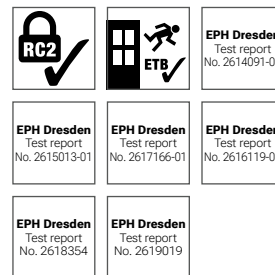 RC2
ETB
EPH Dresden
Test report
No. 2614091-0
EPH Dresden
Test report
No. 2615013-01
EPH Dresden
Test report
No. 2617166-01
EPH Dresden
Test report
No. 2616119-0
EPH Dresden
Test report
No. 2618354
EPH Dresden
Test report
No. 2619019